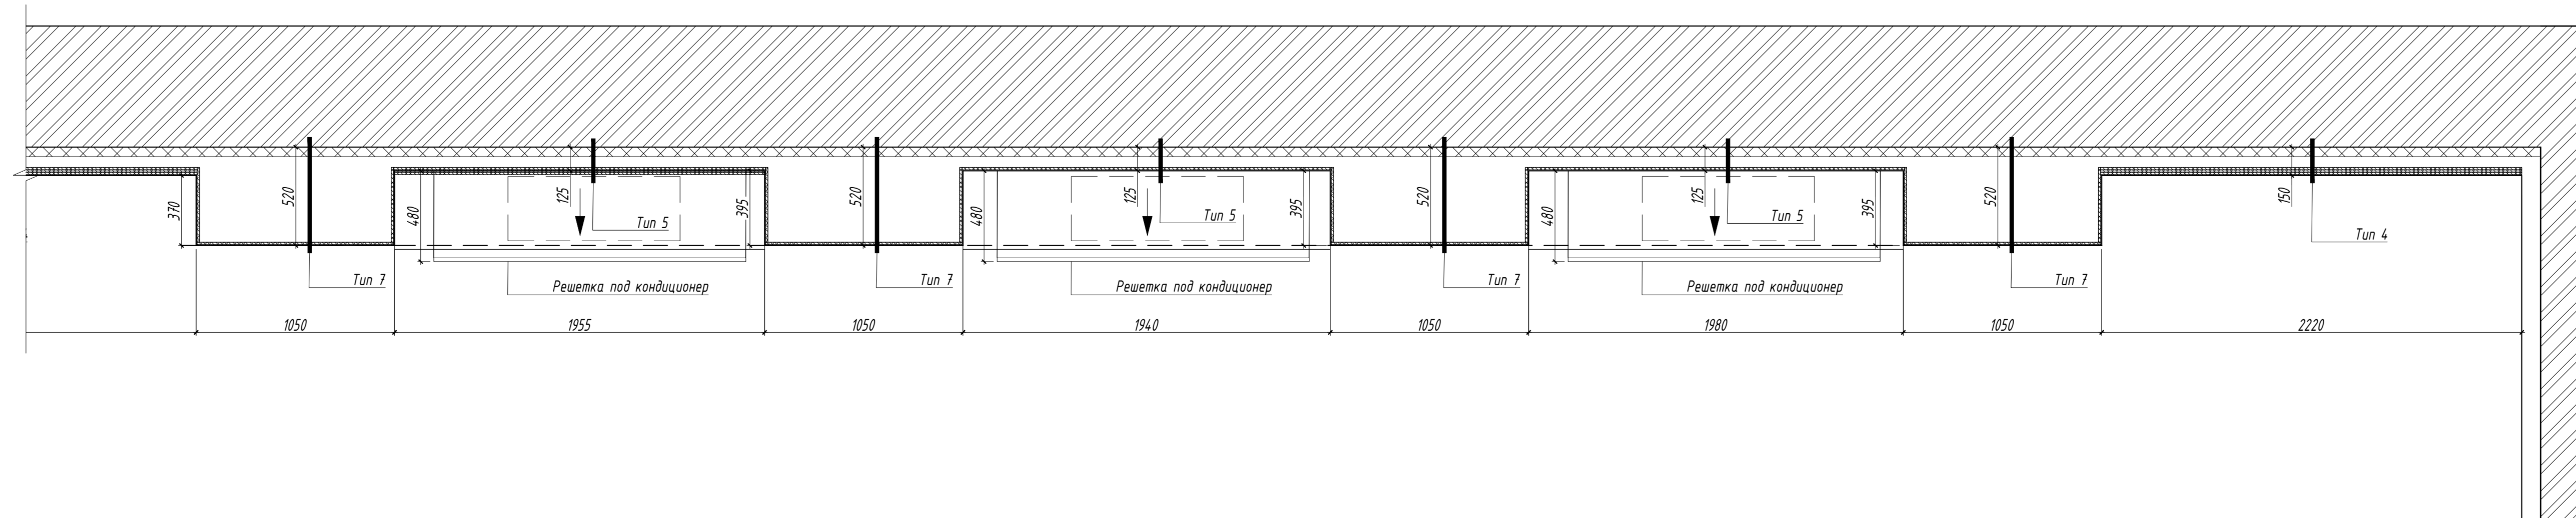 370
520
480
125
395
520
480
125
395
520
480
125
395
520
150
Тип 5
Тип 5
Тип 5
Тип 4
Тип 7
Решетка под кондиционер
Тип 7
Решетка под кондиционер
Тип 7
Решетка под кондиционер
Тип 7
1050
1955
1050
1940
1050
1980
1050
2220